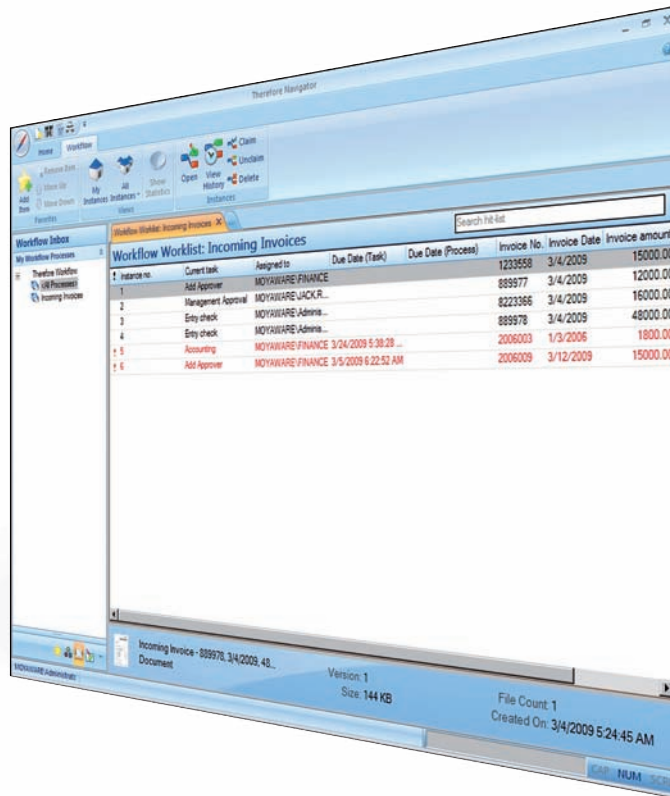 Therefore Navigator
Home Workflow
Add Item
Remove Item
Move Up
Move Down
Favorites
My Instances
All Instances
Views
Show Statistics
Open
View History
Claim
Unclaim
Delete
Instances
Workflow Inbox
My Workflow Processes
Therefore Workflow
<All Processes>
Incoming Invoices
Workflow Worklist: Incoming Invoices X
Workflow Worklist: Incoming Invoices
Search hit-list
! Instance no. Current task Assigned to Due Date (Task) Due Date (Process) Invoice No. Invoice Date Invoice amount
1 Add Approver MOYAWARE\FINANCE 1233558 3/4/2009 15000.00
2 Management Approval MOYAWARE\JACK.R... 889977 3/4/2009 12000.00
3 Entry check MOYAWARE\Adminis... 8223366 3/4/2009 16000.00
4 Entry check MOYAWARE\Adminis... 889978 3/4/2009 48000.00
! 5 Accounting MOYAWARE\FINANCE 3/24/2009 5:38:28 ... 2006003 1/3/2006 1800.00
! 6 Add Approver MOYAWARE\FINANCE 3/5/2009 6:22:52 AM 2006009 3/12/2009 15000.00
Incoming Invoice - 889978, 3/4/2009, 48...
Document
Version: 1
Size: 144 KB
File Count: 1
Created On: 3/4/2009 5:24:45 AM
MOYAWARE\Administrato
CAP NUM SCR